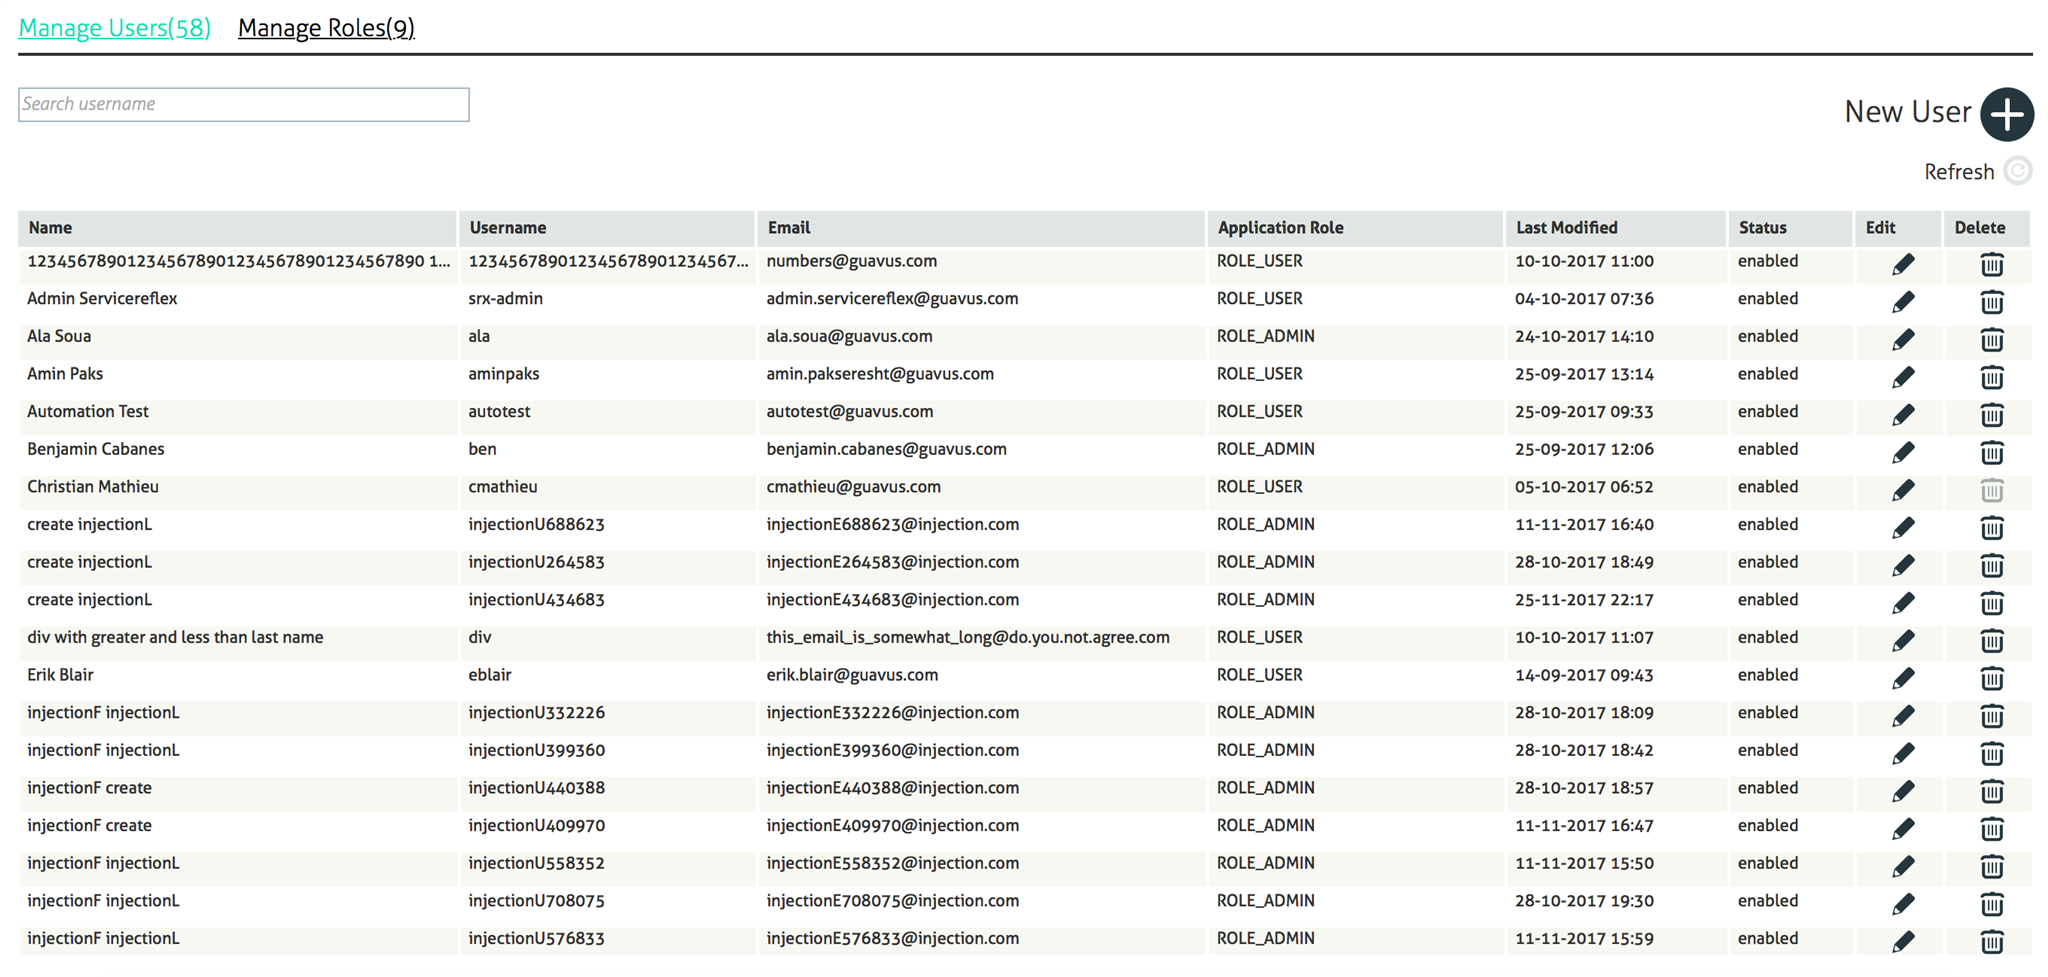 Manage Users(58) Manage Roles(9)
Search username
New User
Refresh
Name Username Email Application Role Last Modified Status Edit Delete
1234567890123456789012345678901234567890 1... 123456789012345678901234567... numbers@guavus.com ROLE_USER 10-10-2017 11:00 enabled
Admin Servicereflex srx-admin admin.servicereflex@guavus.com ROLE_USER 04-10-2017 07:36 enabled
Ala Soua ala ala.soua@guavus.com ROLE_ADMIN 24-10-2017 14:10 enabled
Amin Paks aminpaks amin.pakseresht@guavus.com ROLE_USER 25-09-2017 13:14 enabled
Automation Test autotest autotest@guavus.com ROLE_USER 25-09-2017 09:33 enabled
Benjamin Cabanes ben benjamin.cabanes@guavus.com ROLE_ADMIN 25-09-2017 12:06 enabled
Christian Mathieu cmathieu cmathieu@guavus.com ROLE_USER 05-10-2017 06:52 enabled
create injectionL injectionU688623 injectionE688623@injection.com ROLE_ADMIN 11-11-2017 16:40 enabled
create injectionL injectionU264583 injectionE264583@injection.com ROLE_ADMIN 28-10-2017 18:49 enabled
create injectionL injectionU434683 injectionE434683@injection.com ROLE_ADMIN 25-11-2017 22:17 enabled
div with greater and less than last name div this_email_is_somewhat_long@do.you.not.agree.com ROLE_USER 10-10-2017 11:07 enabled
Erik Blair eblair erik.blair@guavus.com ROLE_USER 14-09-2017 09:43 enabled
injectionF injectionL injectionU332226 injectionE332226@injection.com ROLE_ADMIN 28-10-2017 18:09 enabled
injectionF injectionL injectionU399360 injectionE399360@injection.com ROLE_ADMIN 28-10-2017 18:42 enabled
injectionF create injectionU440388 injectionE440388@injection.com ROLE_ADMIN 28-10-2017 18:57 enabled
injectionF create injectionU409970 injectionE409970@injection.com ROLE_ADMIN 11-11-2017 16:47 enabled
injectionF injectionL injectionU558352 injectionE558352@injection.com ROLE_ADMIN 11-11-2017 15:50 enabled
injectionF injectionL injectionU708075 injectionE708075@injection.com ROLE_ADMIN 28-10-2017 19:30 enabled
injectionF injectionL injectionU576833 injectionE576833@injection.com ROLE_ADMIN 11-11-2017 15:59 enabled